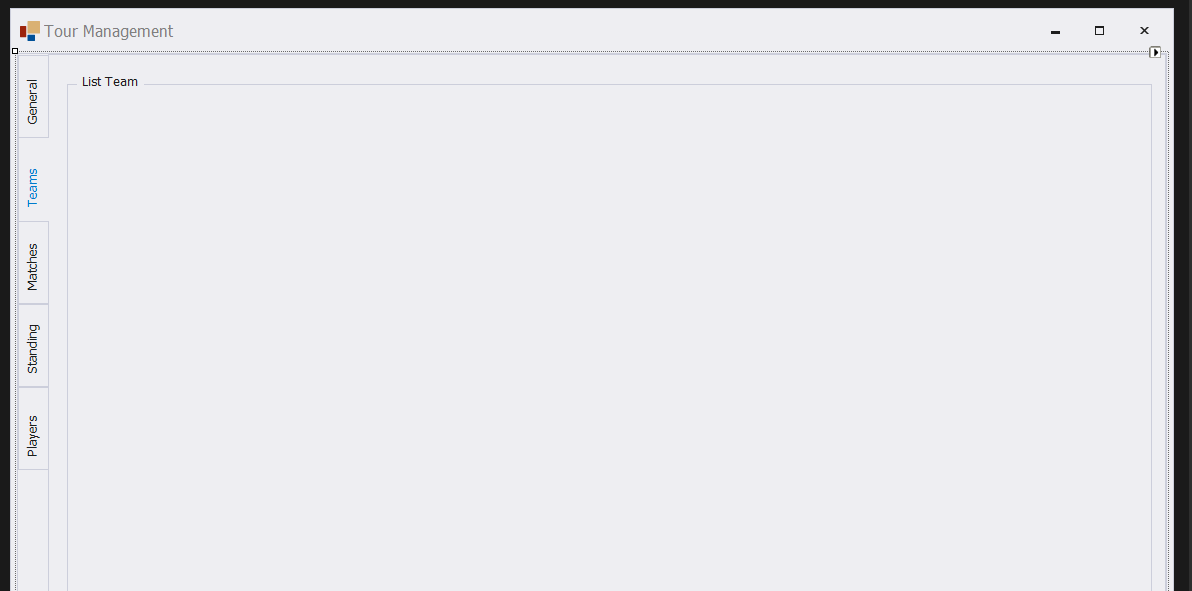 Tour Management
List Team
General
Teams
Matches
Standing
Players